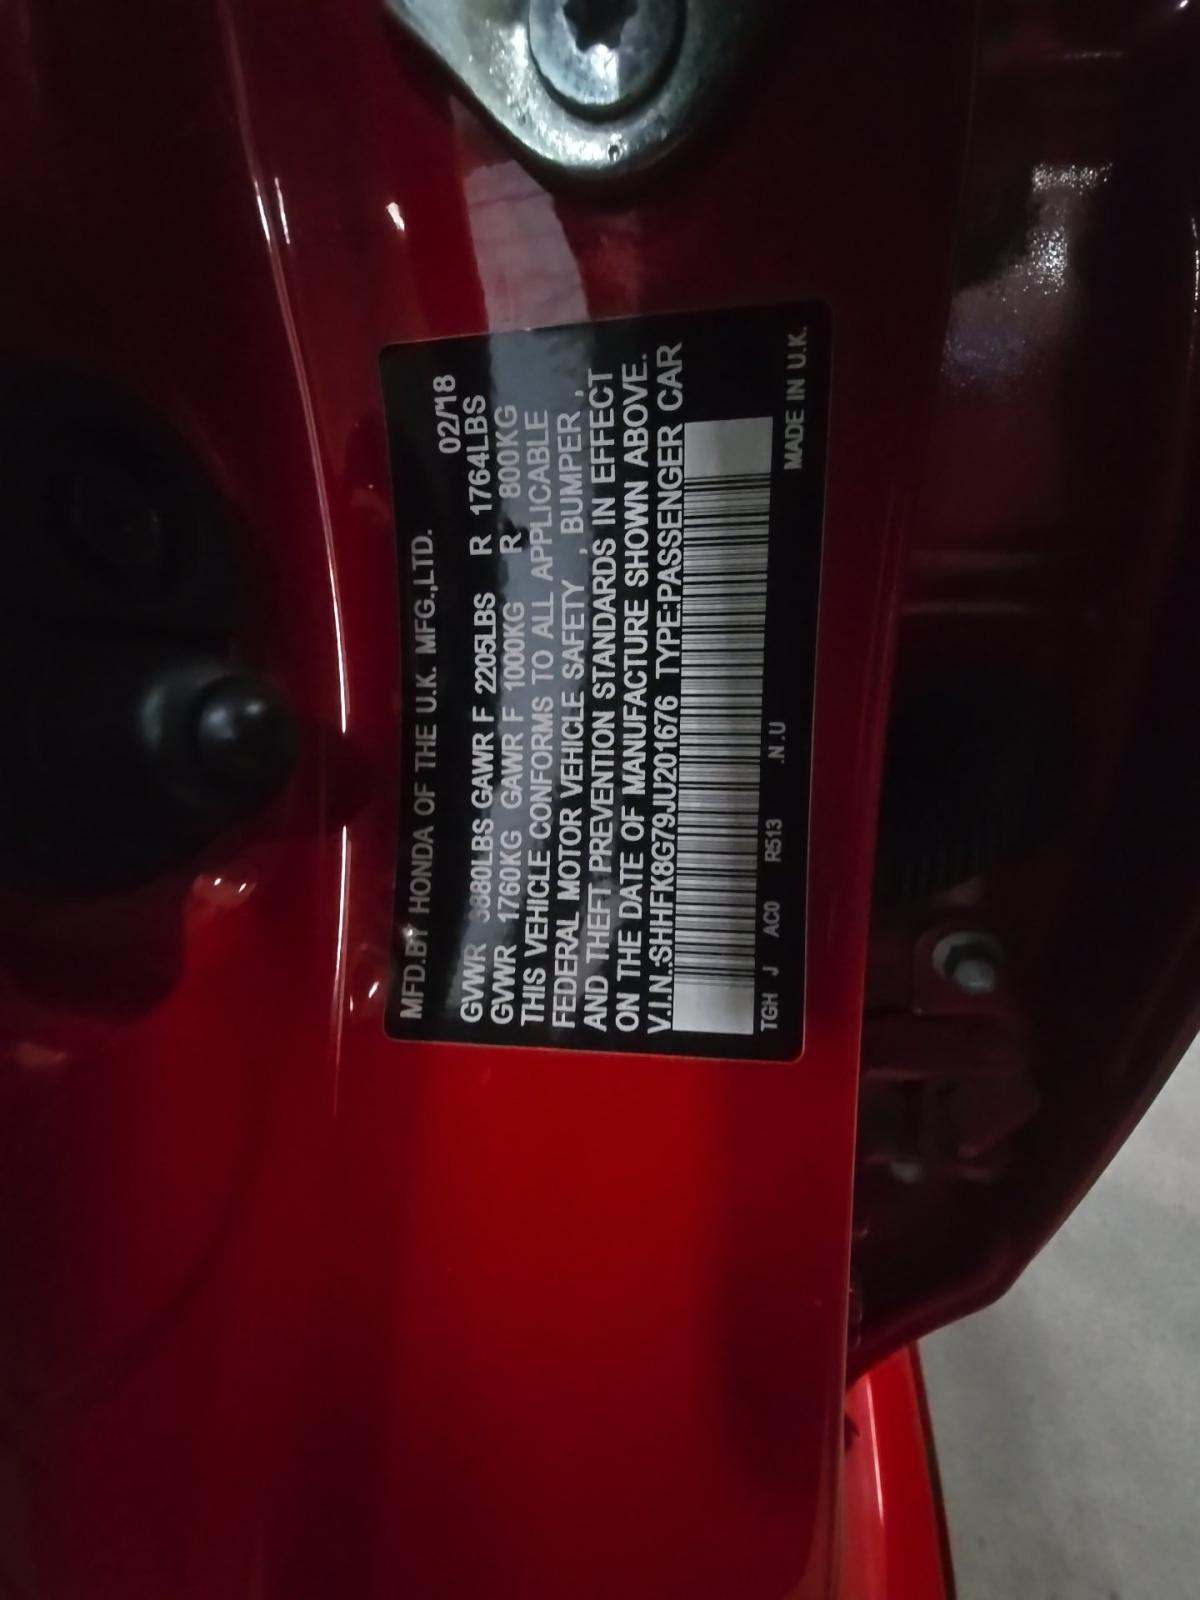 MFD.BY HONDA OF THE U.K. MFG.,LTD.
02/'18
GVWR 3880LBS GAWR F 2205LBS R 1764LBS
GVWR 1760KG GAWR F 1000KG R 800KG
THIS VEHICLE CONFORMS TO ALL APPLICABLE
FEDERAL MOTOR VEHICLE SAFETY , BUMPER ,
AND THEFT PREVENTION STANDARDS IN EFFECT
ON THE DATE OF MANUFACTURE SHOWN ABOVE.
V.I.N.:SHHFK8G79JU201676 TYPE:PASSENGER CAR
TGH J AC0 R513 .N.U
MADE IN U.K.